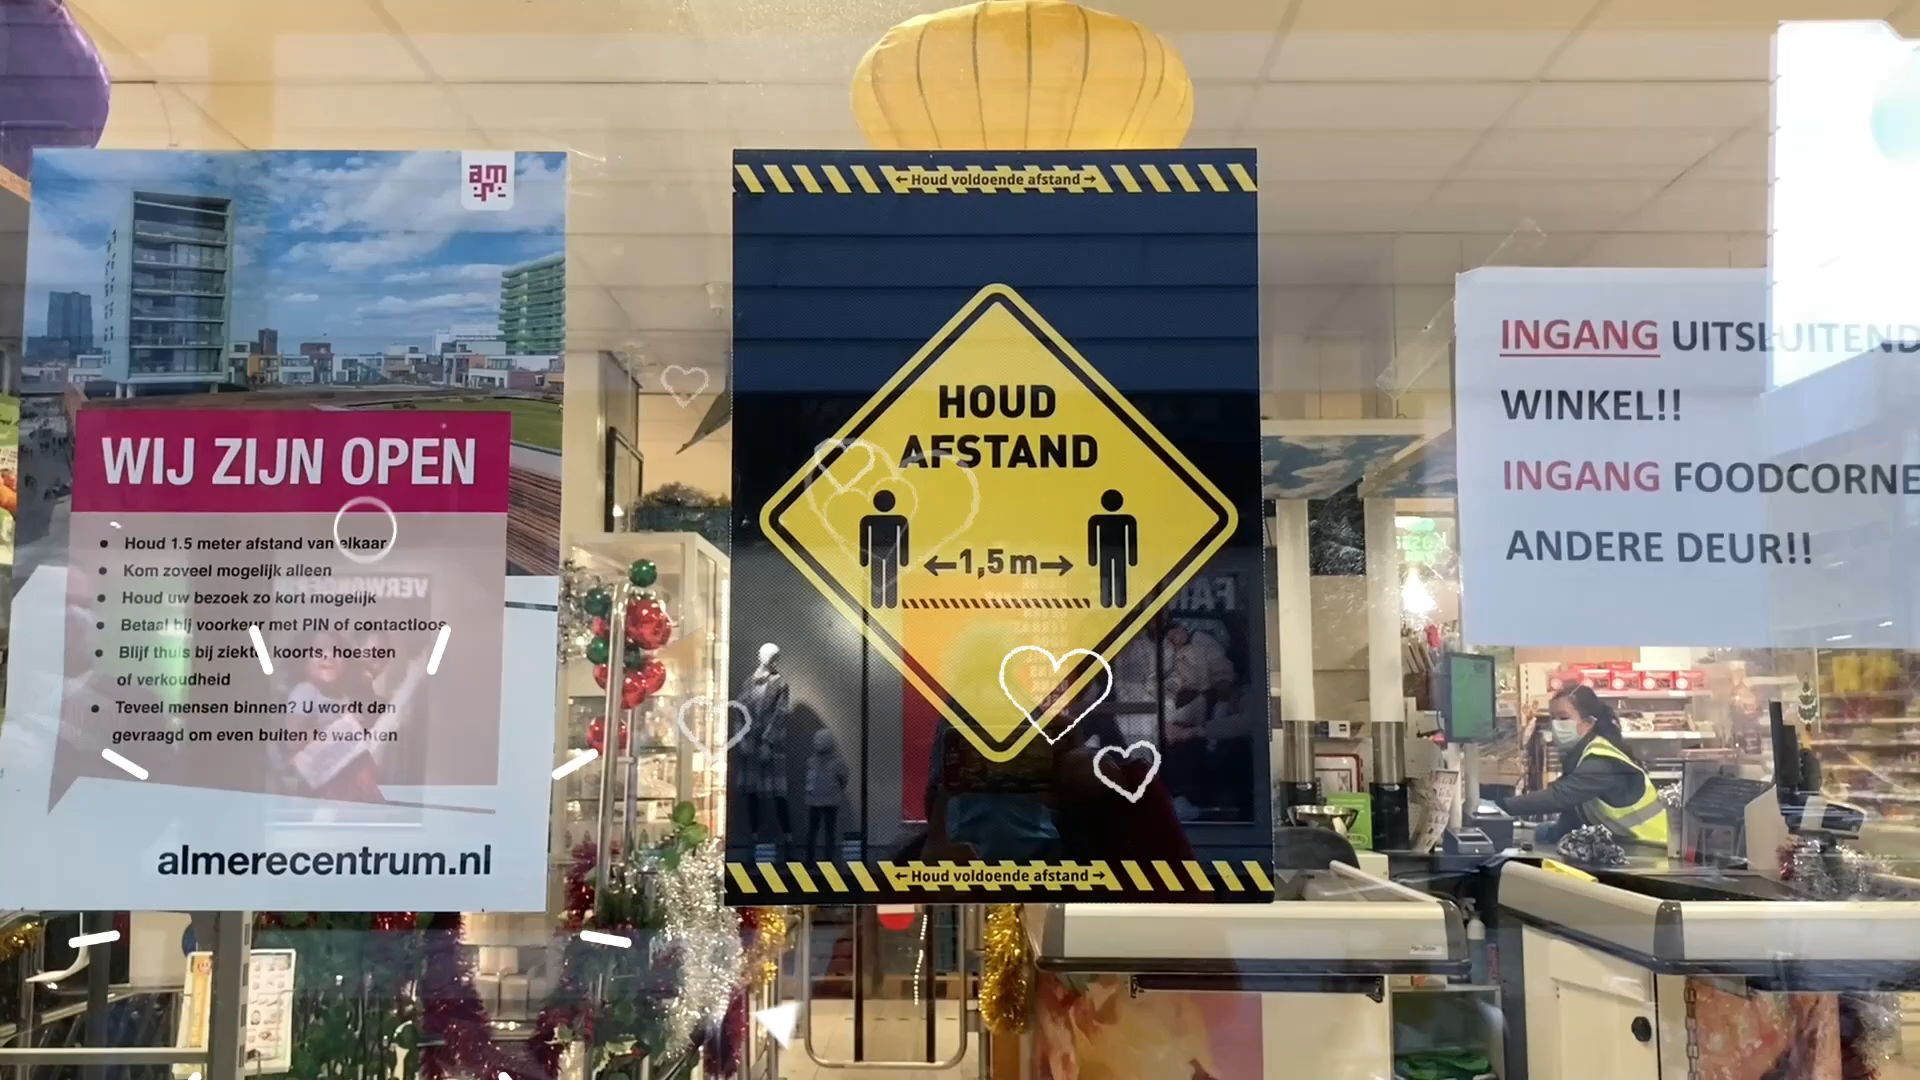 WIJ ZIJN OPEN
Houd 1.5 meter afstand van elkaar
Kom zoveel mogelijk alleen
Houd uw bezoek zo kort mogelijk
Betaal bij voorkeur met PIN of contactloos
Blijf thuis bij ziekte, koorts, hoesten
of verkoudheid
Teveel mensen binnen? U wordt dan
gevraagd om even buiten te wachten
almerecentrum.nl
← Houd voldoende afstand →
HOUD
AFSTAND
←1,5m→
← Houd voldoende afstand →
INGANG UITSLUITEND
WINKEL!!
INGANG FOODCORNE
ANDERE DEUR!!